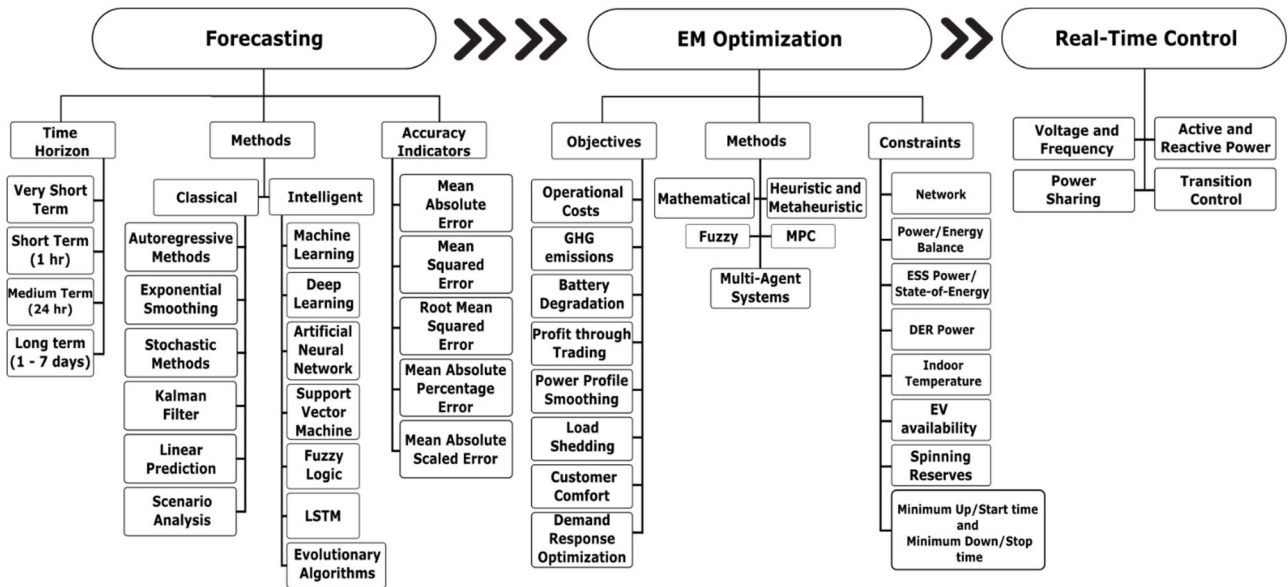 Forecasting
EM Optimization
Real-Time Control
Time
Horizon
Very Short
Term
Short Term
(1 hr)
Medium Term
(24 hr)
Long term
(1 - 7 days)
Methods
Classical
Autoregressive
Methods
Exponential
Smoothing
Stochastic
Methods
Kalman
Filter
Linear
Prediction
Scenario
Analysis
Intelligent
Machine
Learning
Deep
Learning
Artificial
Neural
Network
Support
Vector
Machine
Fuzzy
Logic
LSTM
Evolutionary
Algorithms
Accuracy
Indicators
Mean
Absolute
Error
Mean
Squared
Error
Root Mean
Squared
Error
Mean Absolute
Percentage
Error
Mean Absolute
Scaled Error
Objectives
Operational
Costs
GHG
emissions
Battery
Degradation
Profit through
Trading
Power Profile
Smoothing
Load
Shedding
Customer
Comfort
Demand
Response
Optimization
Methods
Mathematical
Heuristic and
Metaheuristic
Fuzzy
MPC
Multi-Agent
Systems
Constraints
Network
Power/Energy
Balance
ESS Power/
State-of-Energy
DER Power
Indoor
Temperature
EV
availability
Spinning
Reserves
Minimum Up/Start time
and
Minimum Down/Stop
time
Voltage and
Frequency
Active and
Reactive Power
Power
Sharing
Transition
Control